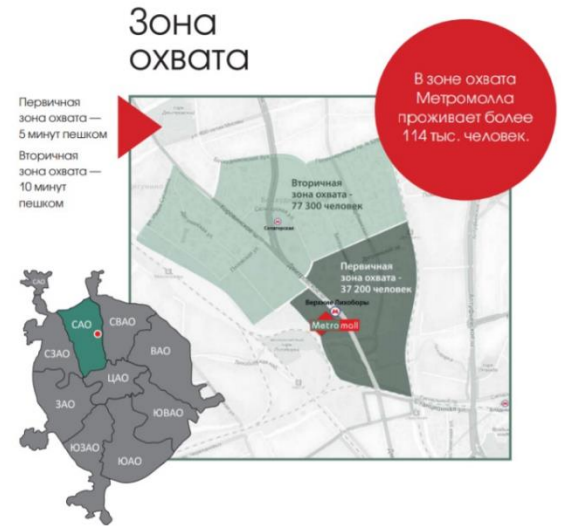 Зона
охвата
В зоне охвата
Метромолла
проживает более
114 тыс. человек.
Первичная
зона охвата —
5 минут пешком
Вторичная
зона охвата —
10 минут
пешком
Вторичная
зона охвата -
77 300 человек
Селигерская
Первичная
зона охвата -
37 200 человек
Верхние Лихоборы
Metromall
САО
САО
СВАО
СЗАО
ВАО
ЦАО
ЗАО
ЮВАО
ЮЗАО
ЮАО